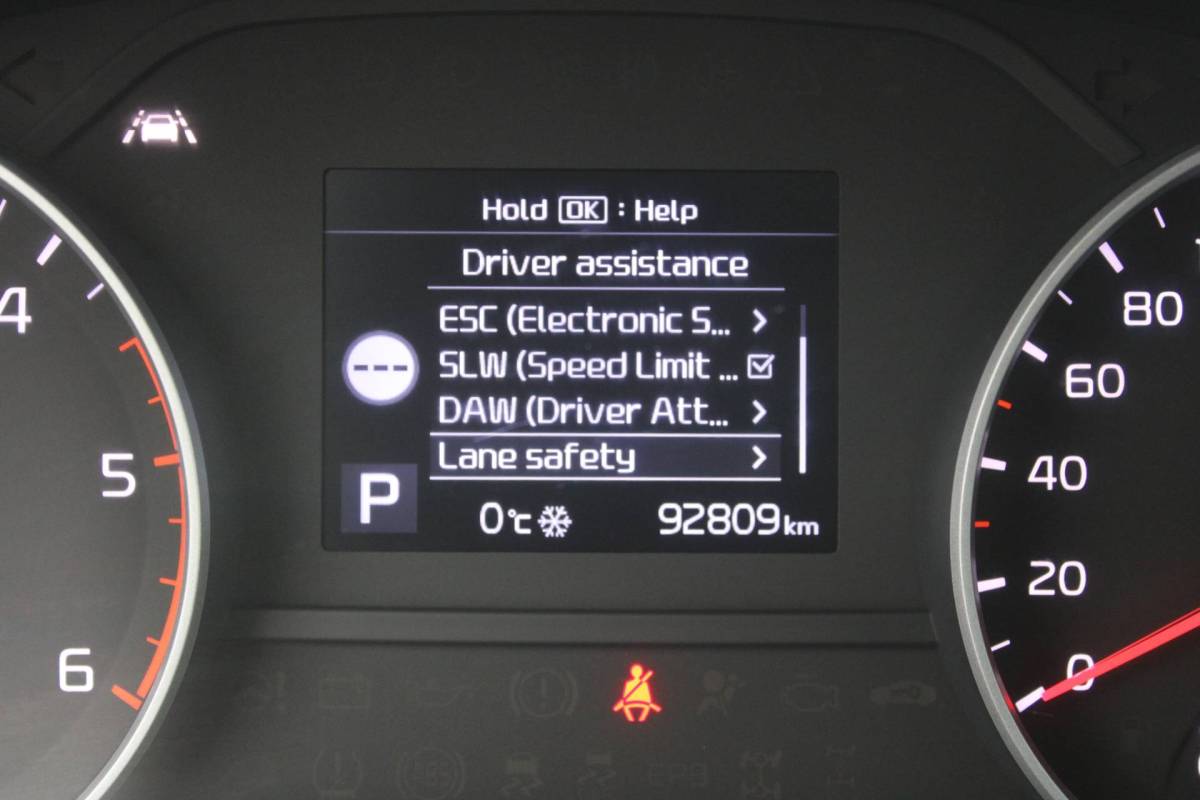 Hold OK : Help
Driver assistance
ESC (Electronic S... >
SLW (Speed Limit ...
DAW (Driver Att... >
Lane safety >
---
P
0°C
92809km
4
5
6
80
60
40
20
0
EPB